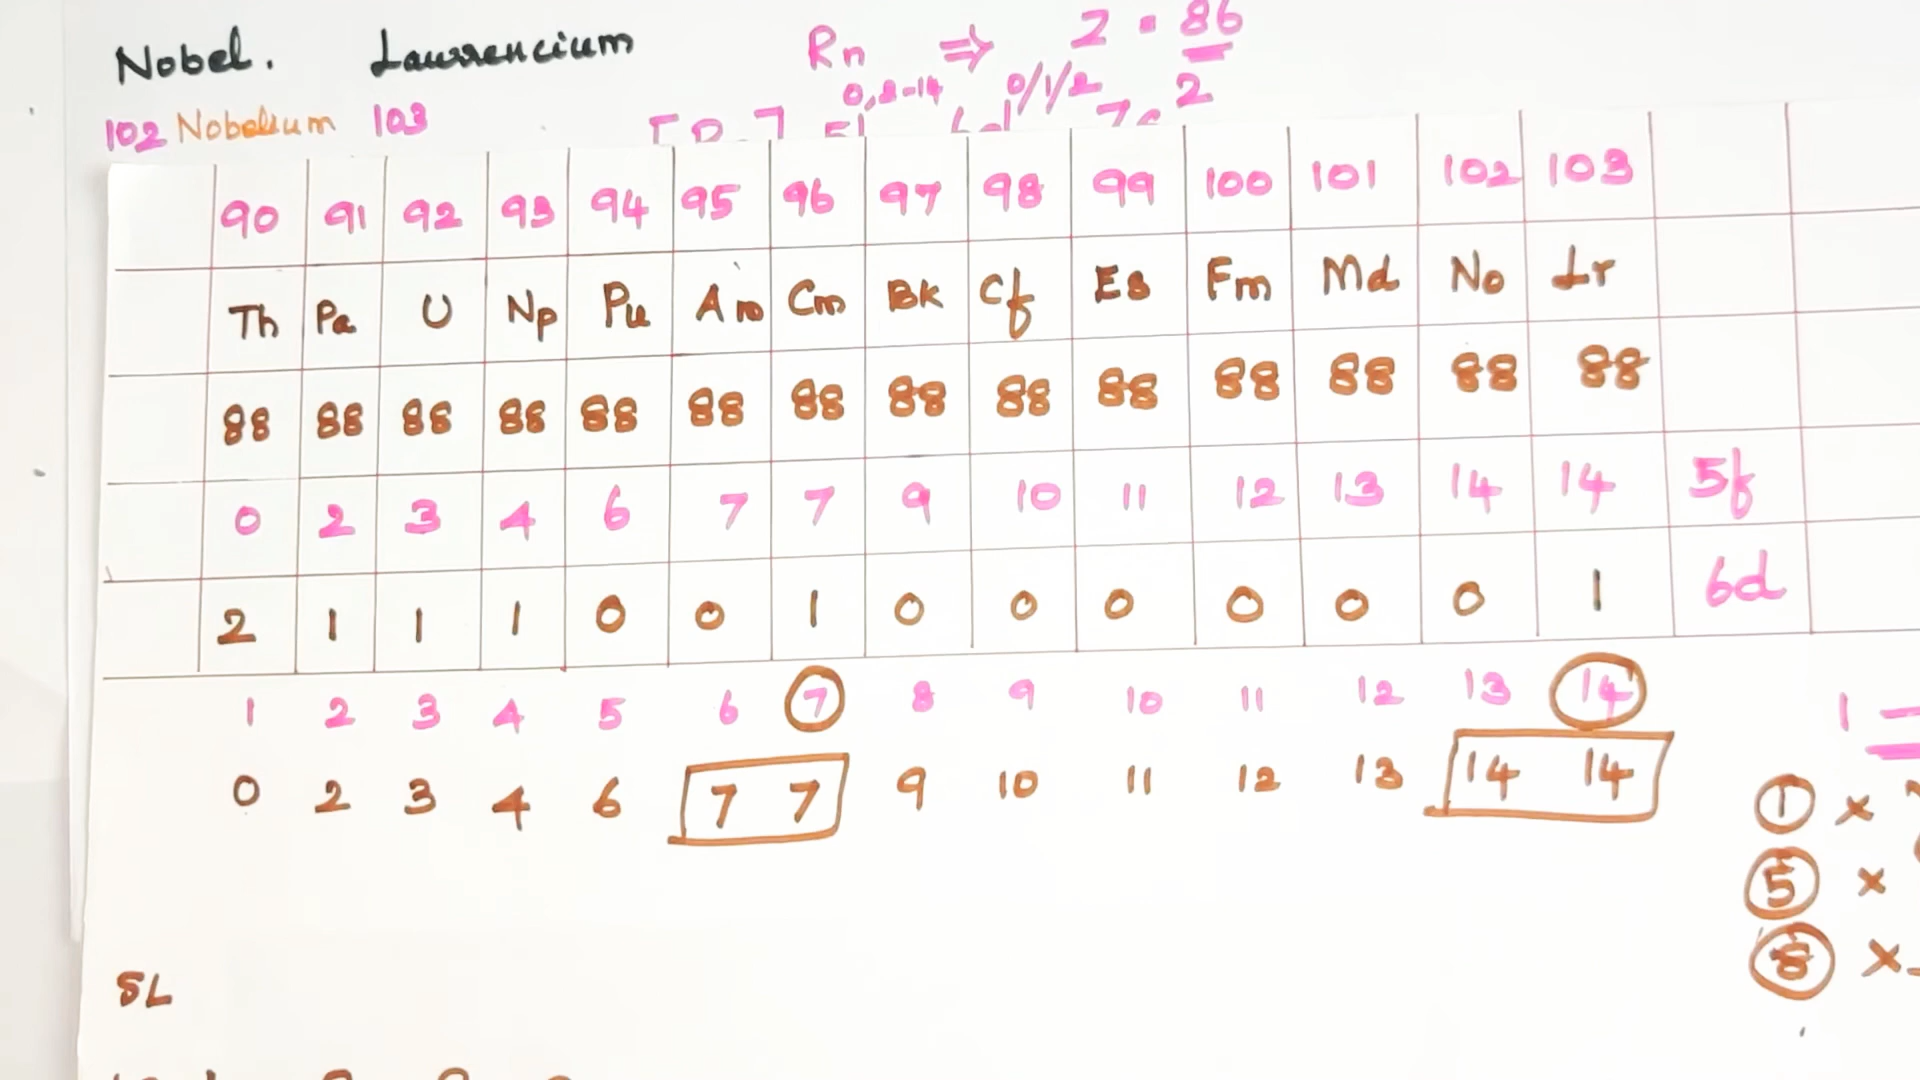 Nobel. Lawrrencium
Rn ⇒ Z = 86
102 Nobelium 103
0,2-14 0/1/2 2
90 91 92 93 94 95 96 97 98 99 100 101 102 103
Th Pa U Np Pu Am Cm Bk Cf Es Fm Md No Lr
88 88 88 88 88 88 88 88 88 88 88 88 88 88
0 2 3 4 6 7 7 9 10 11 12 13 14 14 5f
2 1 1 1 0 0 1 0 0 0 0 0 0 1 6d
1 2 3 4 5 6 7 8 9 10 11 12 13 14
1 —
0 2 3 4 6 7 7 9 10 11 12 13 14 14
1 ×
5 ×
8 ×
SL